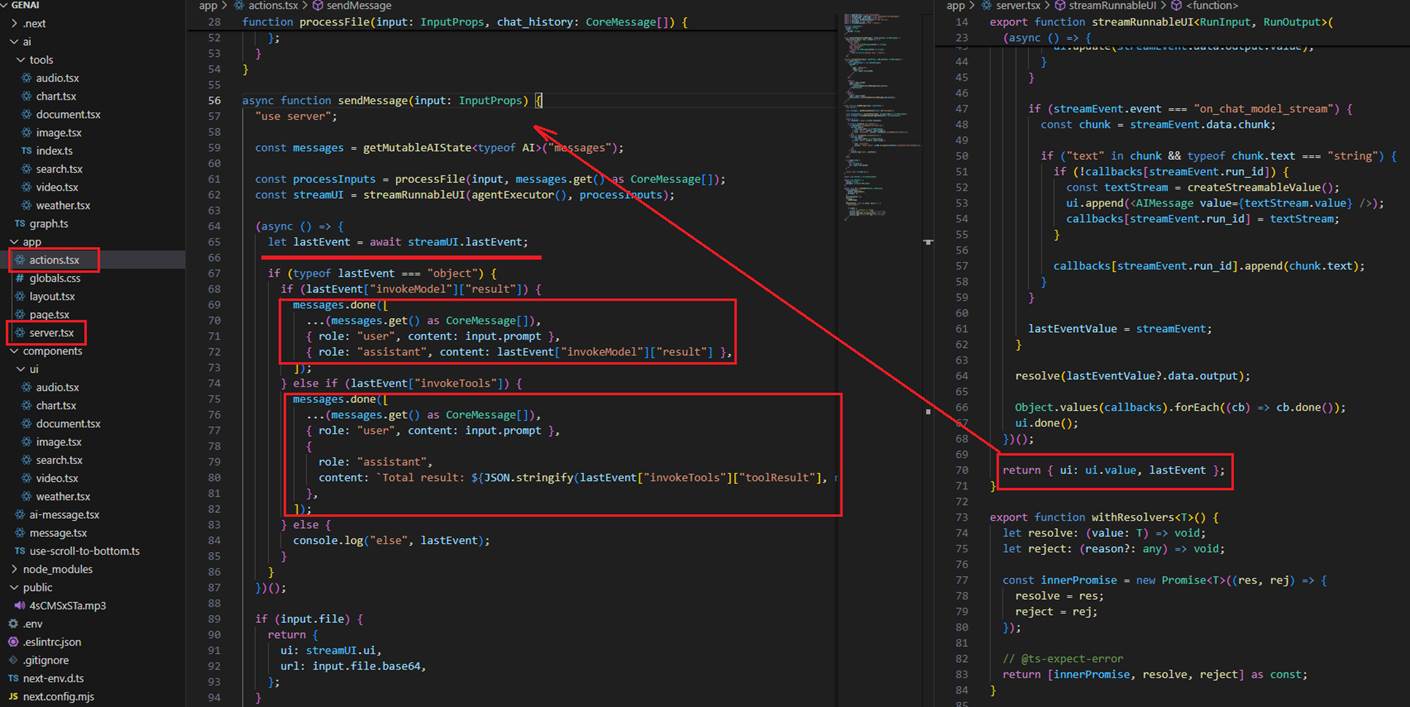 GENAI
.next
ai
tools
audio.tsx
chart.tsx
document.tsx
image.tsx
TS index.ts
search.tsx
video.tsx
weather.tsx
TS graph.ts
app
actions.tsx
# globals.css
layout.tsx
page.tsx
server.tsx
components
ui
audio.tsx
chart.tsx
document.tsx
image.tsx
search.tsx
video.tsx
weather.tsx
ai-message.tsx
message.tsx
TS use-scroll-to-bottom.ts
node_modules
public
4sCMSxSTa.mp3
.env
.eslintrc.json
.gitignore
TS next-env.d.ts
JS next.config.mjs
app > actions.tsx > sendMessage
28 function processFile(input: InputProps, chat_history: CoreMessage[]) {
52 };
53 }
54 }
55
56 async function sendMessage(input: InputProps) {
57 "use server";
58
59 const messages = getMutableAIState<typeof AI>("messages");
60
61 const processInputs = processFile(input, messages.get() as CoreMessage[]);
62 const streamUI = streamRunnableUI(agentExecutor(), processInputs);
63
64 (async () => {
65 let lastEvent = await streamUI.lastEvent;
66
67 if (typeof lastEvent === "object") {
68 if (lastEvent["invokeModel"]["result"]) {
69 messages.done([
70 ...(messages.get() as CoreMessage[]),
71 { role: "user", content: input.prompt },
72 { role: "assistant", content: lastEvent["invokeModel"]["result"] },
73 ]);
74 } else if (lastEvent["invokeTools"]) {
75 messages.done([
76 ...(messages.get() as CoreMessage[]),
77 { role: "user", content: input.prompt },
78 {
79 role: "assistant",
80 content: `Total result: ${JSON.stringify(lastEvent["invokeTools"]["toolResult"],
81 },
82 ]);
83 } else {
84 console.log("else", lastEvent);
85 }
86 }
87 })();
88
89 if (input.file) {
90 return {
91 ui: streamUI.ui,
92 url: input.file.base64,
93 };
94 }
app > server.tsx > streamRunnableUI > <function>
14 export function streamRunnableUI<RunInput, RunOutput>(
23 (async () => {
43 ui.update(streamEvent.data.output.value);
44 }
45 }
46
47 if (streamEvent.event === "on_chat_model_stream") {
48 const chunk = streamEvent.data.chunk;
49
50 if ("text" in chunk && typeof chunk.text === "string") {
51 if (!callbacks[streamEvent.run_id]) {
52 const textStream = createStreamableValue();
53 ui.append(<AIMessage value={textStream.value} />);
54 callbacks[streamEvent.run_id] = textStream;
55 }
56
57 callbacks[streamEvent.run_id].append(chunk.text);
58 }
59 }
60
61 lastEventValue = streamEvent;
62 }
63
64 resolve(lastEventValue?.data.output);
65
66 Object.values(callbacks).forEach((cb) => cb.done());
67 ui.done();
68 })();
69
70 return { ui: ui.value, lastEvent };
71 }
72
73 export function withResolvers<T>() {
74 let resolve: (value: T) => void;
75 let reject: (reason?: any) => void;
76
77 const innerPromise = new Promise<T>((res, rej) => {
78 resolve = res;
79 reject = rej;
80 });
81
82 // @ts-expect-error
83 return [innerPromise, resolve, reject] as const;
84 }